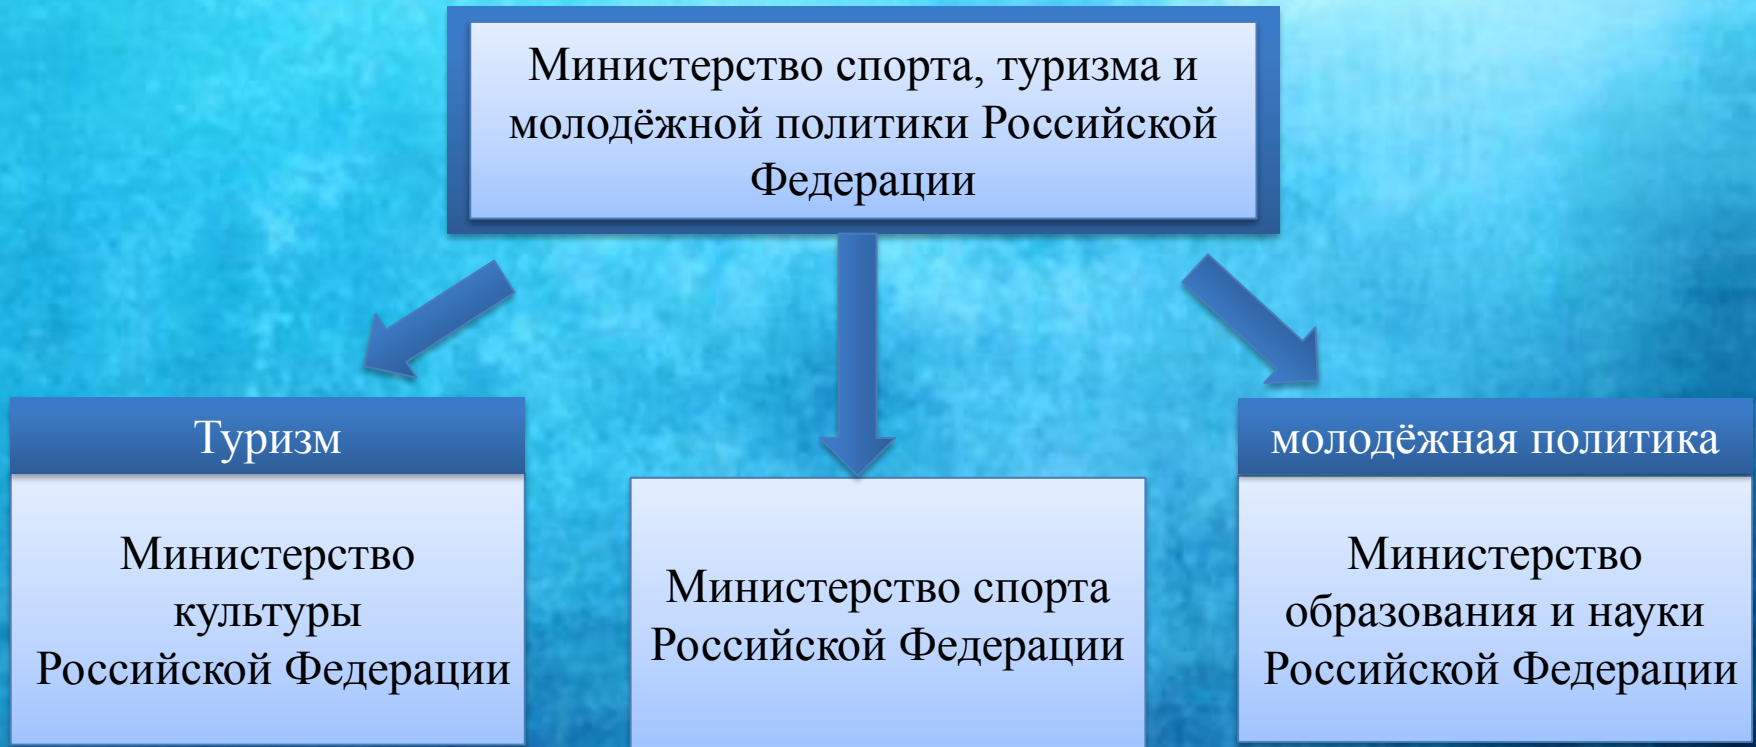 Министерство спорта, туризма и
молодёжной политики Российской
Федерации
Туризм
Министерство
культуры
Российской Федерации
Министерство спорта
Российской Федерации
молодёжная политика
Министерство
образования и науки
Российской Федерации